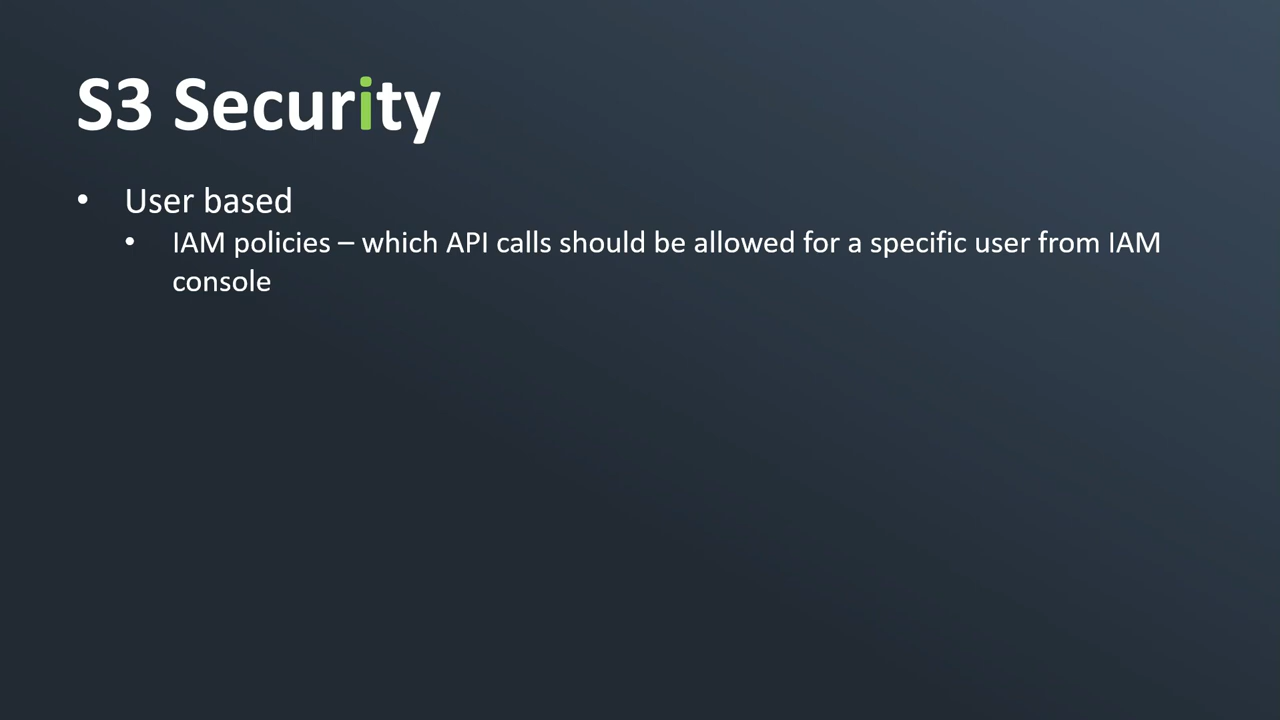 S3 Security
• User based
• IAM policies – which API calls should be allowed for a specific user from IAM
console